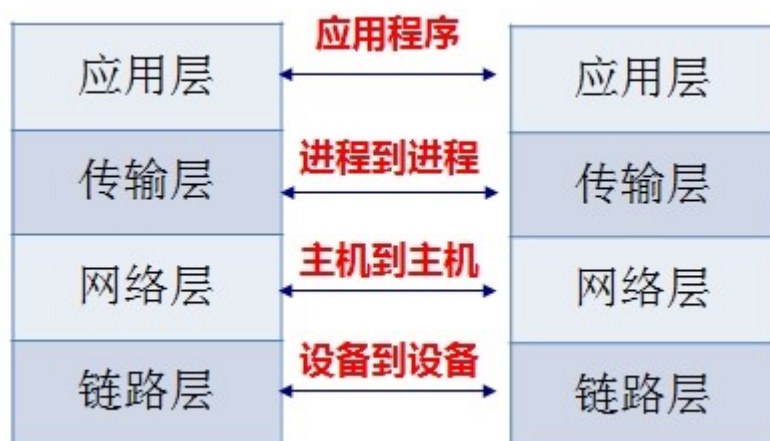 应用程序
应用层
应用层
进程到进程
传输层
传输层
主机到主机
网络层
网络层
设备到设备
链路层
链路层